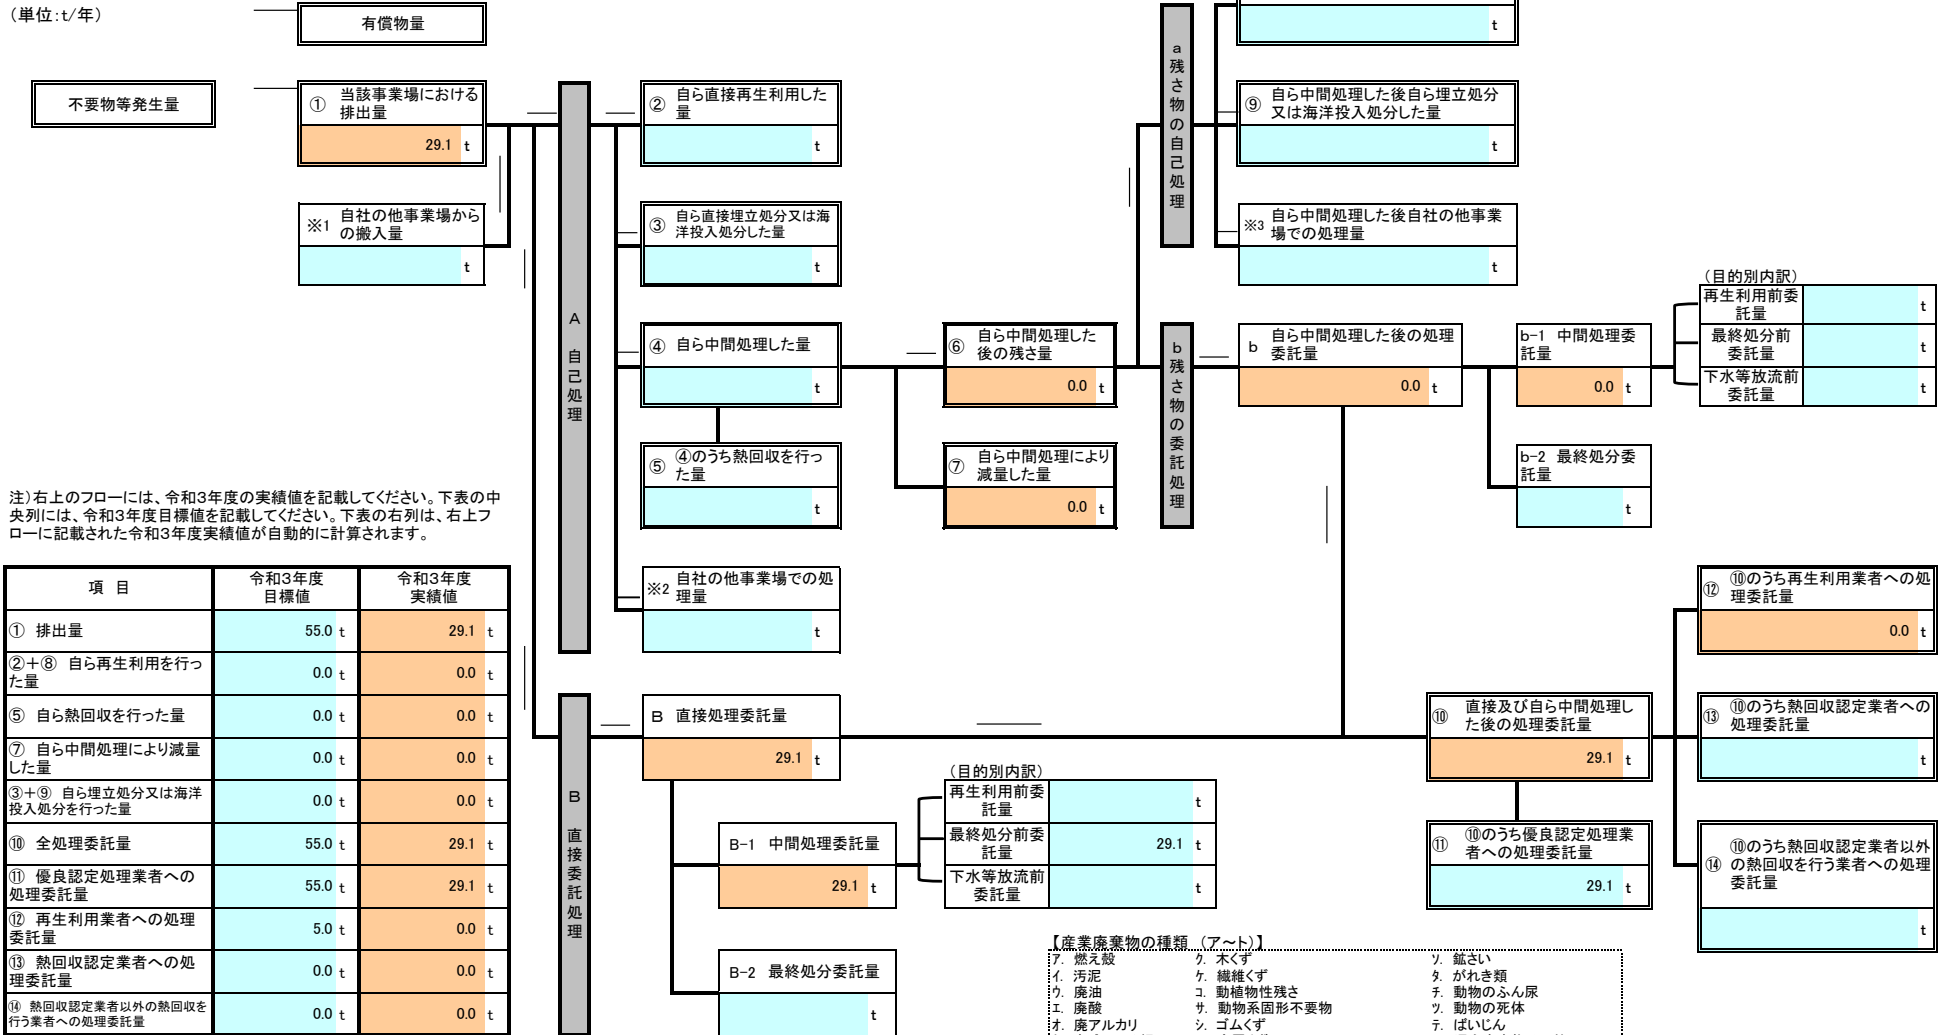 (単位:t/年)
有償物量
不要物等発生量
① 当該事業場における
排出量
29.1 t
※1 自社の他事業場から
の搬入量
t
A 自己処理
② 自ら直接再生利用した
量
t
③ 自ら直接埋立処分又は海
洋投入処分した量
t
④ 自ら中間処理した量
t
⑤ ④のうち熱回収を行っ
た量
t
※2 自社の他事業場での処
理量
t
⑥ 自ら中間処理した
後の残さ量
0.0 t
⑦ 自ら中間処理により
減量した量
0.0 t
a 残さ物の自己処理
t
⑨ 自ら中間処理した後自ら埋立処分
又は海洋投入処分した量
t
※3 自ら中間処理した後自社の他事業
場での処理量
t
b 残さ物の委託処理
b 自ら中間処理した後の処理
委託量
0.0 t
b-1 中間処理委
託量
0.0 t
b-2 最終処分委
託量
t
(目的別内訳)
再生利用前委
託量
t
最終処分前
委託量
t
下水等放流前
委託量
t
注)右上のフローには、令和3年度の実績値を記載してください。下表の中
央列には、令和3年度目標値を記載してください。下表の右列は、右上フ
ローに記載された令和3年度実績値が自動的に計算されます。
項 目 令和3年度 令和3年度
目標値 実績値
① 排出量 55.0 t 29.1 t
②+⑧ 自ら再生利用を行っ
た量 0.0 t 0.0 t
⑤ 自ら熱回収を行った量 0.0 t 0.0 t
⑦ 自ら中間処理により減量
した量 0.0 t 0.0 t
③+⑨ 自ら埋立処分又は海洋
投入処分を行った量 0.0 t 0.0 t
⑩ 全処理委託量 55.0 t 29.1 t
⑪ 優良認定処理業者への
処理委託量 55.0 t 29.1 t
⑫ 再生利用業者への処理
委託量 5.0 t 0.0 t
⑬ 熱回収認定業者への処
理委託量 0.0 t 0.0 t
⑭ 熱回収認定業者以外の熱回収を
行う業者への処理委託量 0.0 t 0.0 t
B 直接委託処理
B 直接処理委託量
29.1 t
B-1 中間処理委託量
29.1 t
B-2 最終処分委託量
t
(目的別内訳)
再生利用前委
託量
t
最終処分前委
託量
29.1 t
下水等放流前
委託量
t
⑩ 直接及び自ら中間処理し
た後の処理委託量
29.1 t
⑪ ⑩のうち優良認定処理業
者への処理委託量
29.1 t
⑫ ⑩のうち再生利用業者への処
理委託量
0.0 t
⑬ ⑩のうち熱回収認定業者への
処理委託量
t
⑭ ⑩のうち熱回収認定業者以外
の熱回収を行う業者への処理
委託量
t
【産業廃棄物の種類 (ア~ト)】
ア. 燃え殻 ク. 木くず ソ. 鉱さい
イ. 汚泥 ケ. 繊維くず タ. がれき類
ウ. 廃油 コ. 動植物性残さ チ. 動物のふん尿
エ. 廃酸 サ. 動物系固形不要物 ツ. 動物の死体
オ. 廃アルカリ シ. ゴムくず テ. ばいじん